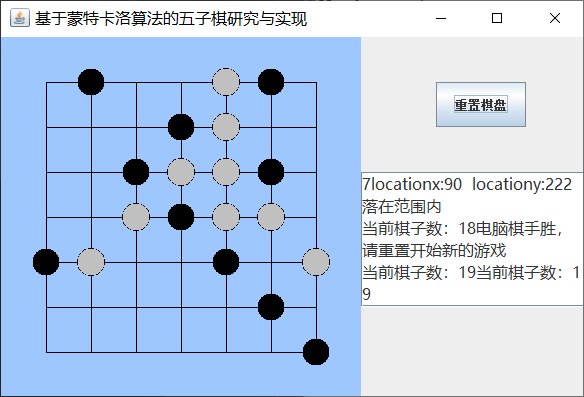 基于蒙特卡洛算法的五子棋研究与实现
重置棋盘
7locationx:90  locationy:222
落在范围内
当前棋子数：18电脑棋手胜，
请重置开始新的游戏
当前棋子数：19当前棋子数：1
9